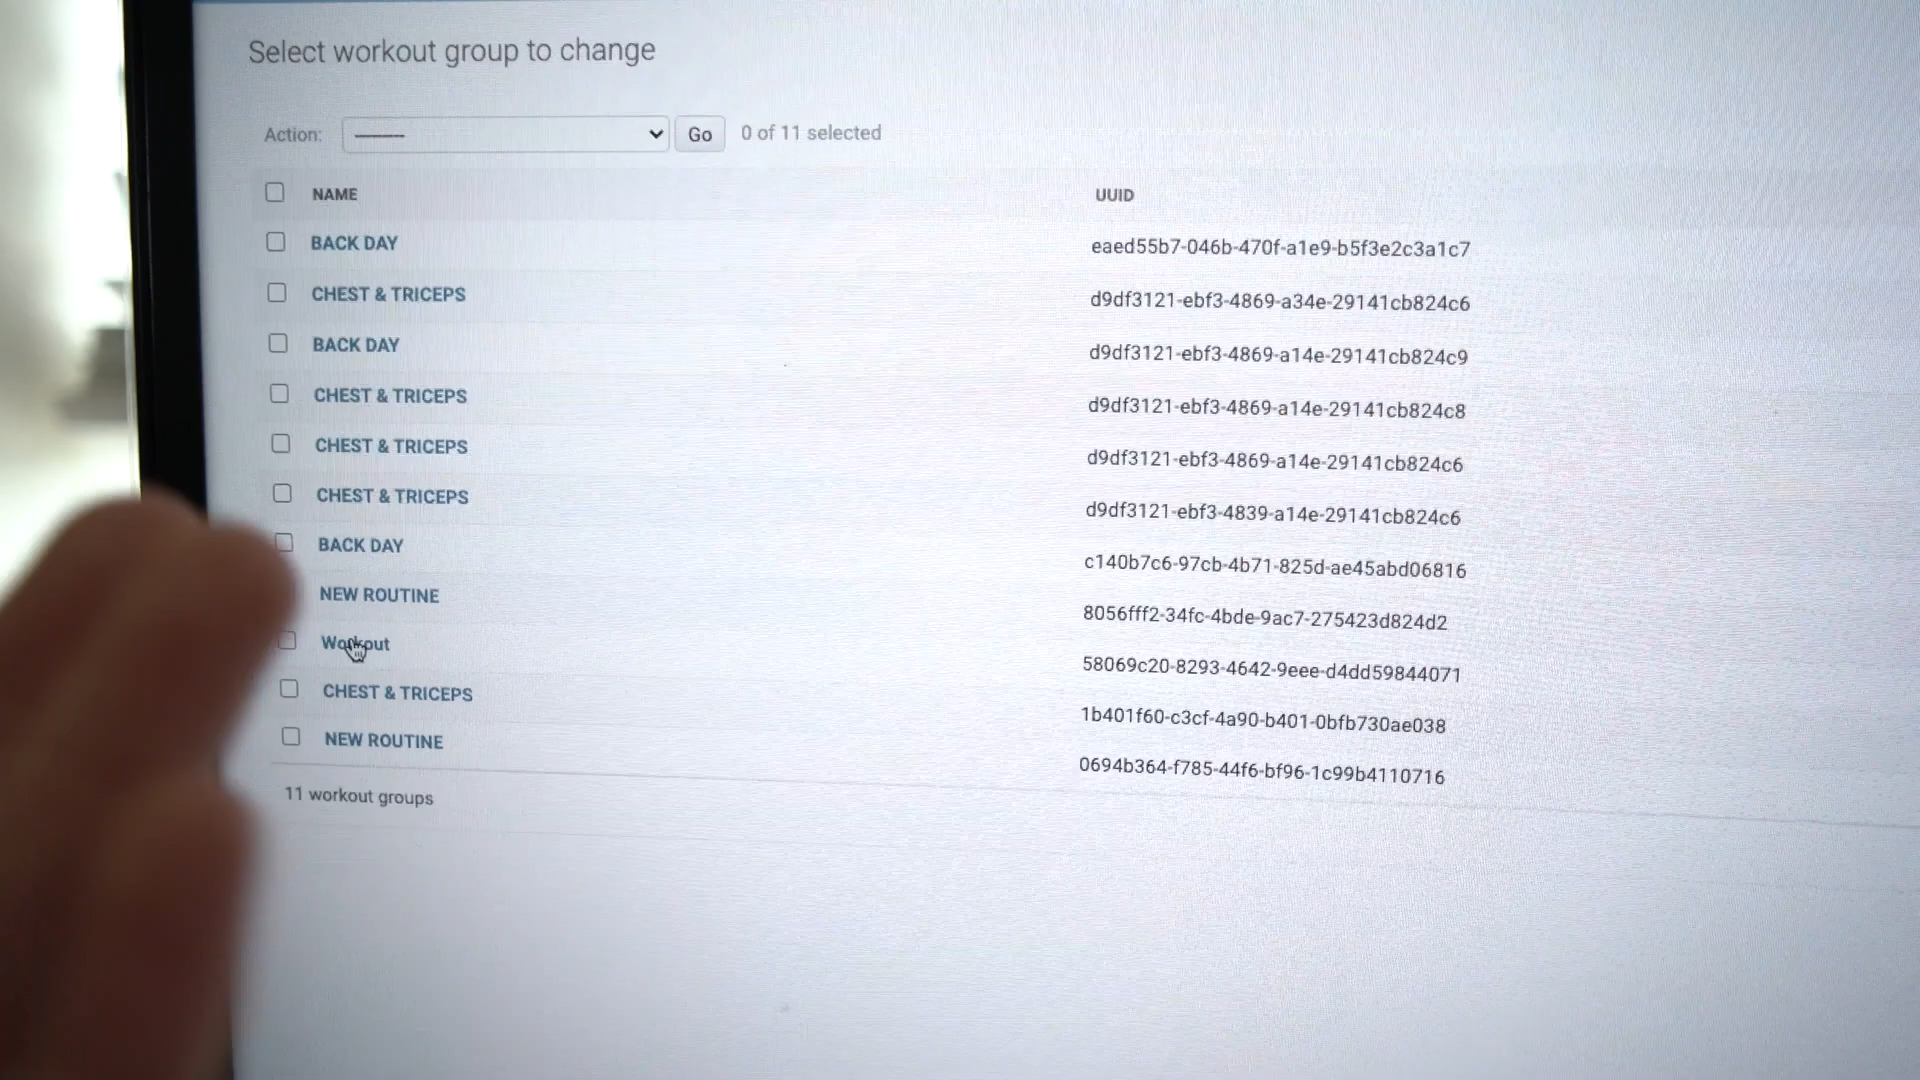 Select workout group to change
Action: --------- Go 0 of 11 selected
NAME UUID
BACK DAY eaed55b7-046b-470f-a1e9-b5f3e2c3a1c7
CHEST & TRICEPS d9df3121-ebf3-4869-a34e-29141cb824c6
BACK DAY d9df3121-ebf3-4869-a14e-29141cb824c9
CHEST & TRICEPS d9df3121-ebf3-4869-a14e-29141cb824c8
CHEST & TRICEPS d9df3121-ebf3-4869-a14e-29141cb824c6
CHEST & TRICEPS d9df3121-ebf3-4839-a14e-29141cb824c6
BACK DAY c140b7c6-97cb-4b71-825d-ae45abd06816
NEW ROUTINE 8056fff2-34fc-4bde-9ac7-275423d824d2
Workout 58069c20-8293-4642-9eee-d4dd59844071
CHEST & TRICEPS 1b401f60-c3cf-4a90-b401-0bfb730ae038
NEW ROUTINE 0694b364-f785-44f6-bf96-1c99b4110716
11 workout groups